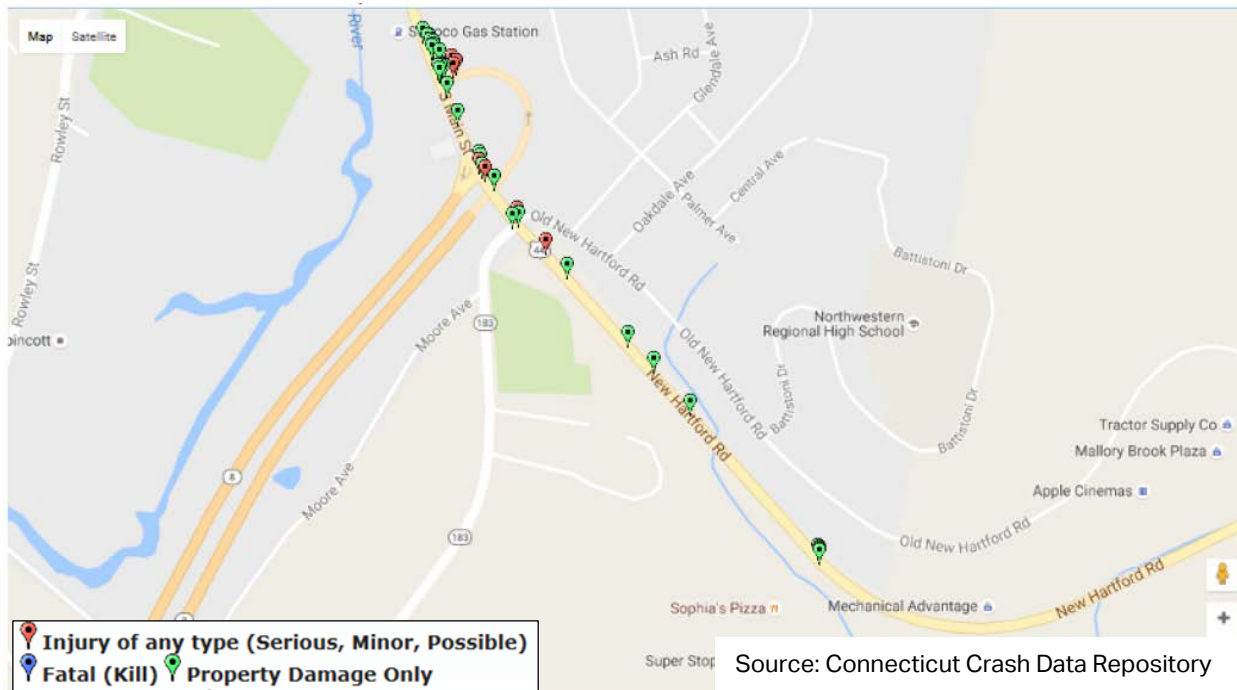 Map Satellite
River
Sunoco Gas Station
Ash Rd
Glendale Ave
Rowley St
S Main St
Oakdale Ave
Central Ave
Palmer Ave
Old New Hartford Rd
44
Battistoni Dr
Rowley St
Northwestern
Regional High School
Moore Ave
183
Old New Hartford Rd
Battistoni Dr
Battistoni Dr
New Hartford Rd
Tractor Supply Co
Mallory Brook Plaza
8
Apple Cinemas
Moore Ave
183
Old New Hartford Rd
New Hartford Rd
Sophia's Pizza
Mechanical Advantage
Super Stop
Injury of any type (Serious, Minor, Possible)
Fatal (Kill) Property Damage Only
Source: Connecticut Crash Data Repository